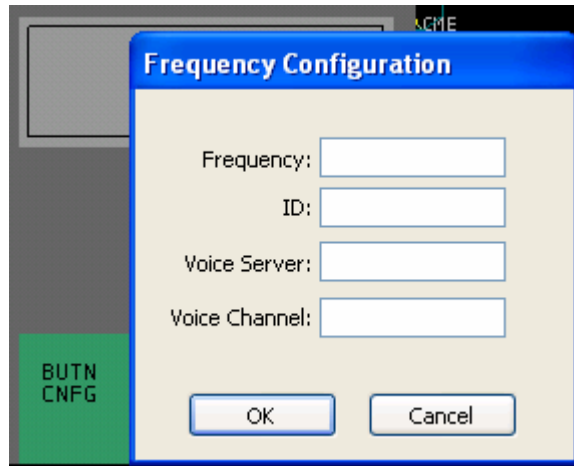 ACME
Frequency Configuration
Frequency:
ID:
Voice Server:
Voice Channel:
BUTN
CNFG
OK
Cancel